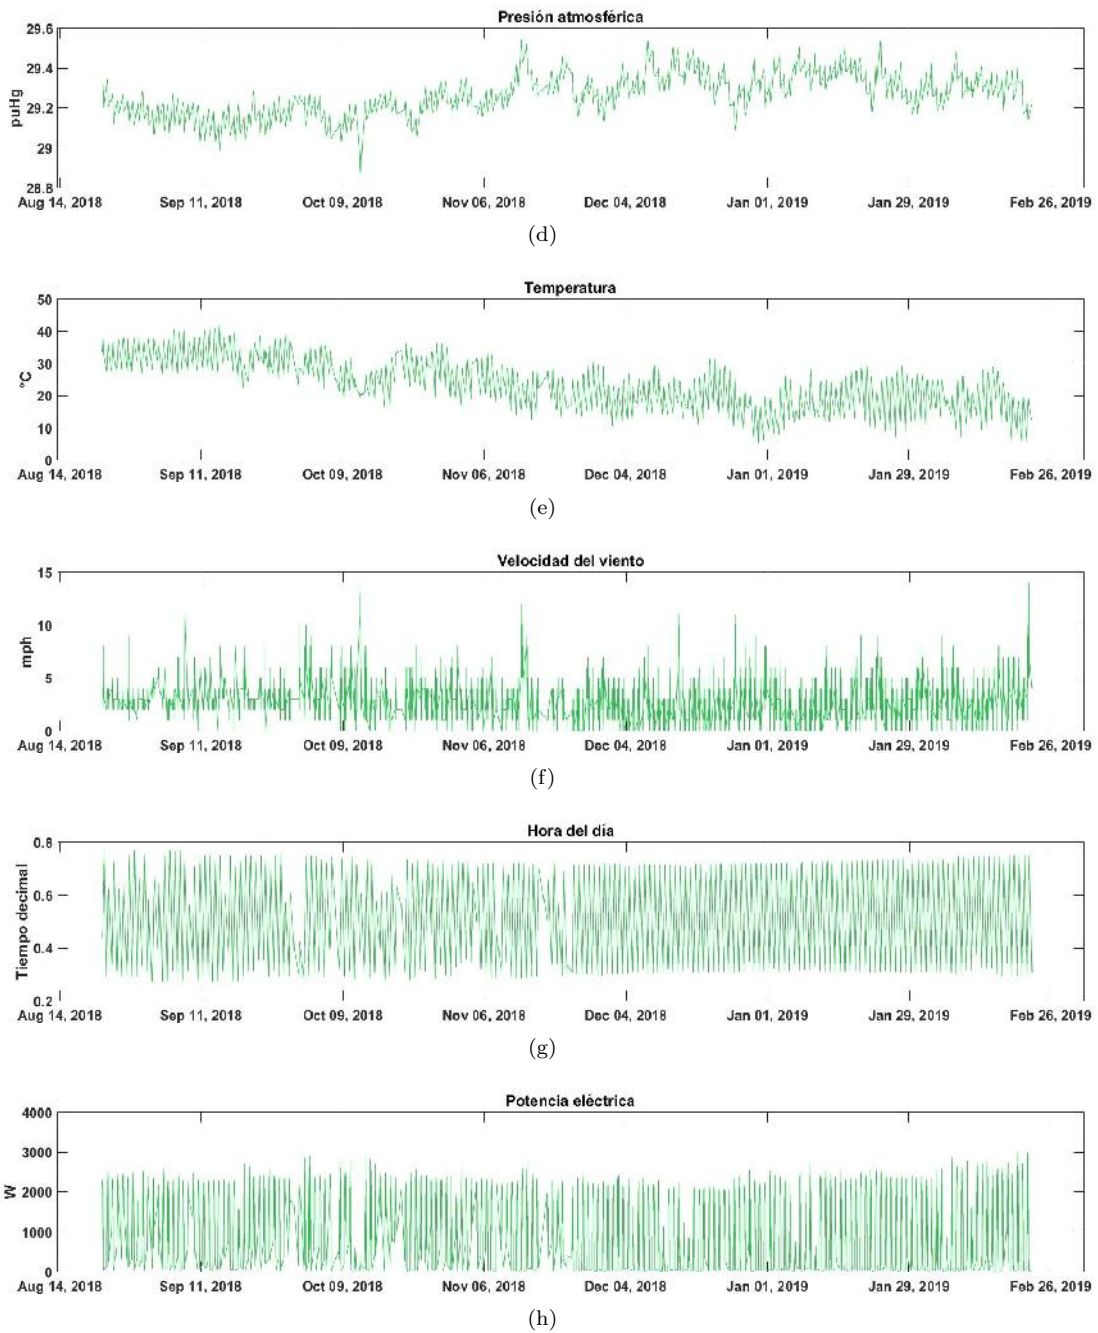 Presión atmosférica
29.6
29.4
29.2
29
28.8
puHg
Aug 14, 2018 Sep 11, 2018 Oct 09, 2018 Nov 06, 2018 Dec 04, 2018 Jan 01, 2019 Jan 29, 2019 Feb 26, 2019
(d)
Temperatura
50
40
30
20
10
0
°C
Aug 14, 2018 Sep 11, 2018 Oct 09, 2018 Nov 06, 2018 Dec 04, 2018 Jan 01, 2019 Jan 29, 2019 Feb 26, 2019
(e)
Velocidad del viento
15
10
5
0
mph
Aug 14, 2018 Sep 11, 2018 Oct 09, 2018 Nov 06, 2018 Dec 04, 2018 Jan 01, 2019 Jan 29, 2019 Feb 26, 2019
(f)
Hora del día
0.8
0.6
0.4
0.2
Tiempo decimal
Aug 14, 2018 Sep 11, 2018 Oct 09, 2018 Nov 06, 2018 Dec 04, 2018 Jan 01, 2019 Jan 29, 2019 Feb 26, 2019
(g)
Potencia eléctrica
4000
3000
2000
1000
0
W
Aug 14, 2018 Sep 11, 2018 Oct 09, 2018 Nov 06, 2018 Dec 04, 2018 Jan 01, 2019 Jan 29, 2019 Feb 26, 2019
(h)